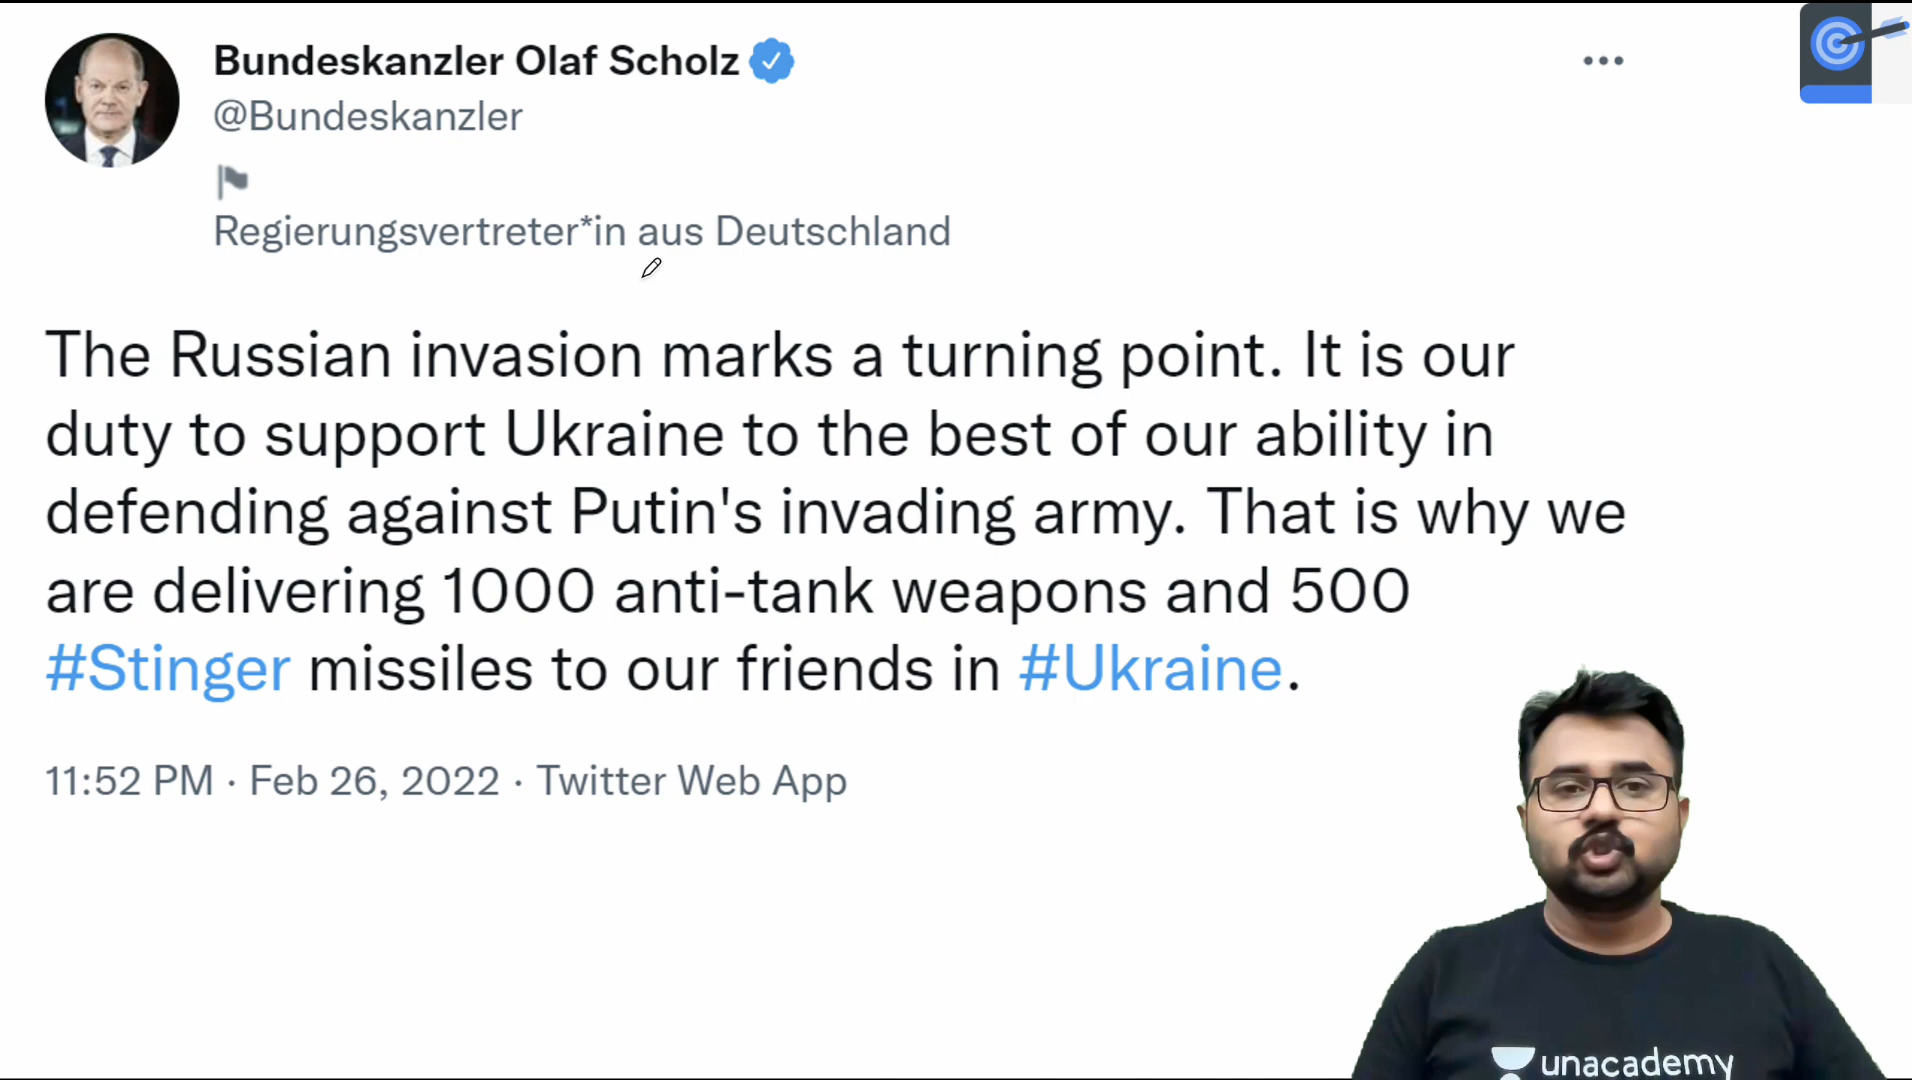 Bundeskanzler Olaf Scholz
@Bundeskanzler
Regierungsvertreter*in aus Deutschland
The Russian invasion marks a turning point. It is our
duty to support Ukraine to the best of our ability in
defending against Putin's invading army. That is why we
are delivering 1000 anti-tank weapons and 500
#Stinger missiles to our friends in #Ukraine.
11:52 PM · Feb 26, 2022 · Twitter Web App
unacademy